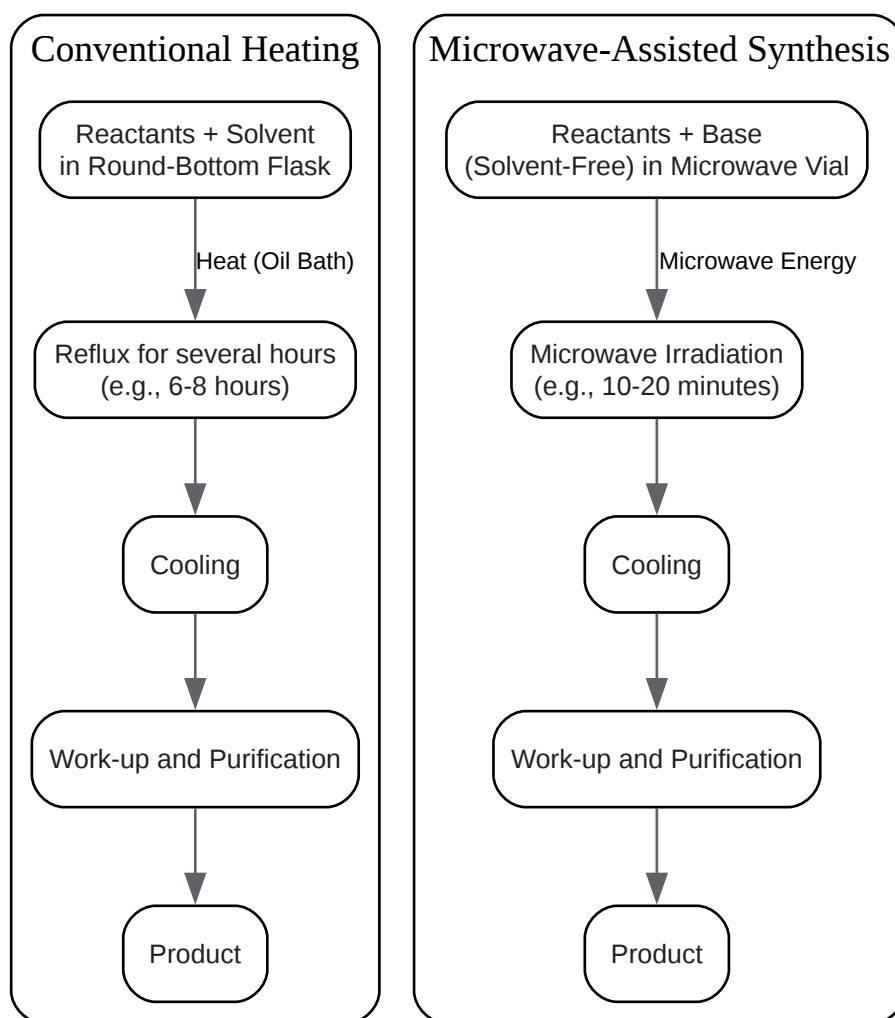 Conventional Heating
Reactants + Solvent
in Round-Bottom Flask
Heat (Oil Bath)
Reflux for several hours
(e.g., 6-8 hours)
Cooling
Work-up and Purification
Product
Microwave-Assisted Synthesis
Reactants + Base
(Solvent-Free) in Microwave Vial
Microwave Energy
Microwave Irradiation
(e.g., 10-20 minutes)
Cooling
Work-up and Purification
Product